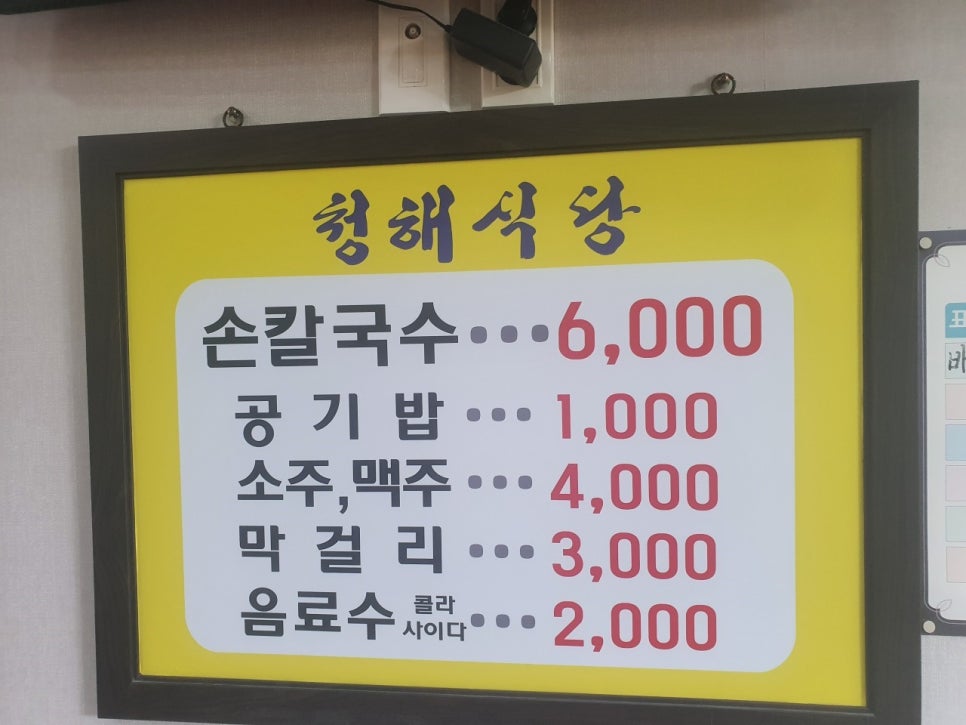 청해식당
손칼국수...6,000
공기밥...1,000
소주,맥주...4,000
막걸리...3,000
음료수 콜라 사이다...2,000